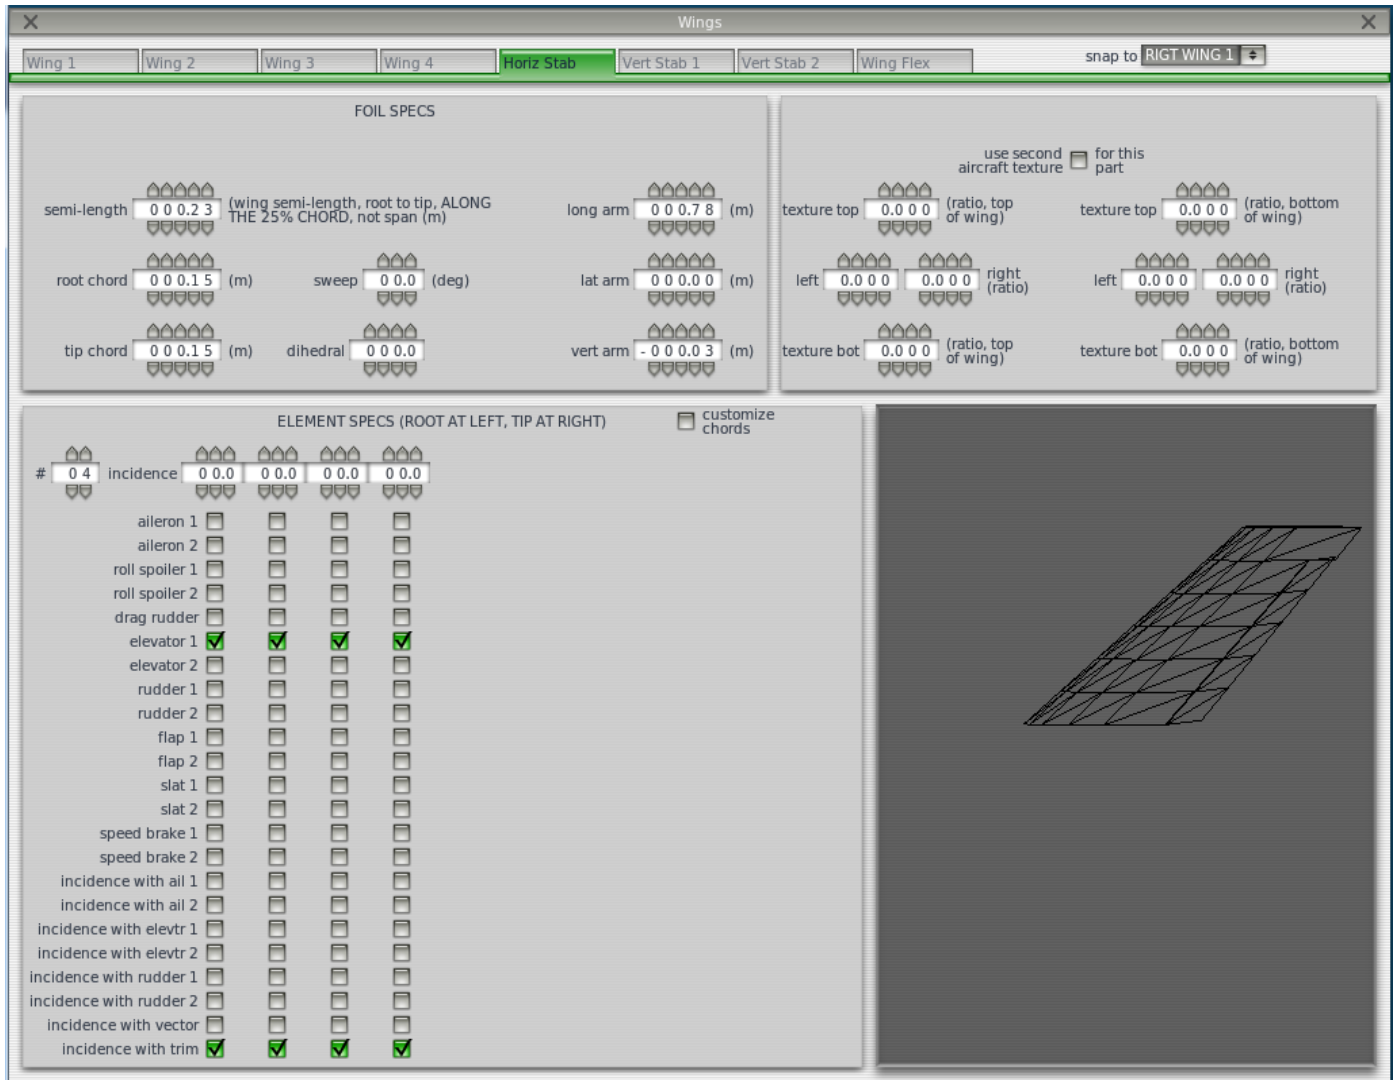 Wings
Wing 1 Wing 2 Wing 3 Wing 4 Horiz Stab Vert Stab 1 Vert Stab 2 Wing Flex
snap to RIGT WING 1
FOIL SPECS
semi-length 0 0 0.2 3 (wing semi-length, root to tip, ALONG
THE 25% CHORD, not span (m)
long arm 0 0 0.7 8 (m)
root chord 0 0 0.1 5 (m) sweep 0 0.0 (deg) lat arm 0 0 0.0 0 (m)
tip chord 0 0 0.1 5 (m) dihedral 0 0 0.0 vert arm - 0 0 0.0 3 (m)
use second
aircraft texture
for this
part
texture top 0.0 0 0 (ratio, top
of wing)
texture top 0.0 0 0 (ratio, bottom
of wing)
left 0.0 0 0 0.0 0 0 right
(ratio)
left 0.0 0 0 0.0 0 0 right
(ratio)
texture bot 0.0 0 0 (ratio, top
of wing)
texture bot 0.0 0 0 (ratio, bottom
of wing)
ELEMENT SPECS (ROOT AT LEFT, TIP AT RIGHT)
customize
chords
# 0 4 incidence 0 0.0 0 0.0 0 0.0 0 0.0
aileron 1
aileron 2
roll spoiler 1
roll spoiler 2
drag rudder
elevator 1
elevator 2
rudder 1
rudder 2
flap 1
flap 2
slat 1
slat 2
speed brake 1
speed brake 2
incidence with ail 1
incidence with ail 2
incidence with elevtr 1
incidence with elevtr 2
incidence with rudder 1
incidence with rudder 2
incidence with vector
incidence with trim